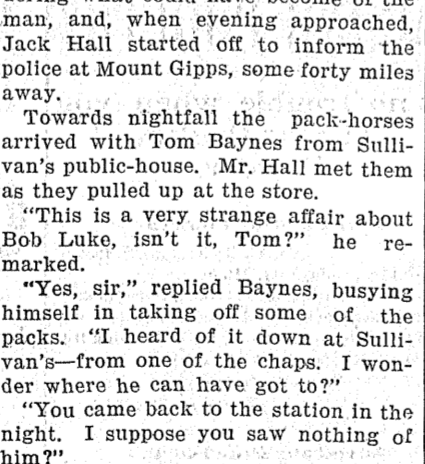 man, and, when evening approached,
Jack Hall started off to inform the
police at Mount Gipps, some forty miles
away.
Towards nightfall the pack-horses
arrived with Tom Baynes from Sulli-
van's public-house. Mr. Hall met them
as they pulled up at the store.
"This is a very strange affair about
Bob Luke, isn't it, Tom?" he re-
marked.
"Yes, sir," replied Baynes, busying
himself in taking off some of the
packs. "I heard of it down at Sulli-
van's—from one of the chaps. I won-
der where he can have got to?"
"You came back to the station in the
night. I suppose you saw nothing of
him?"